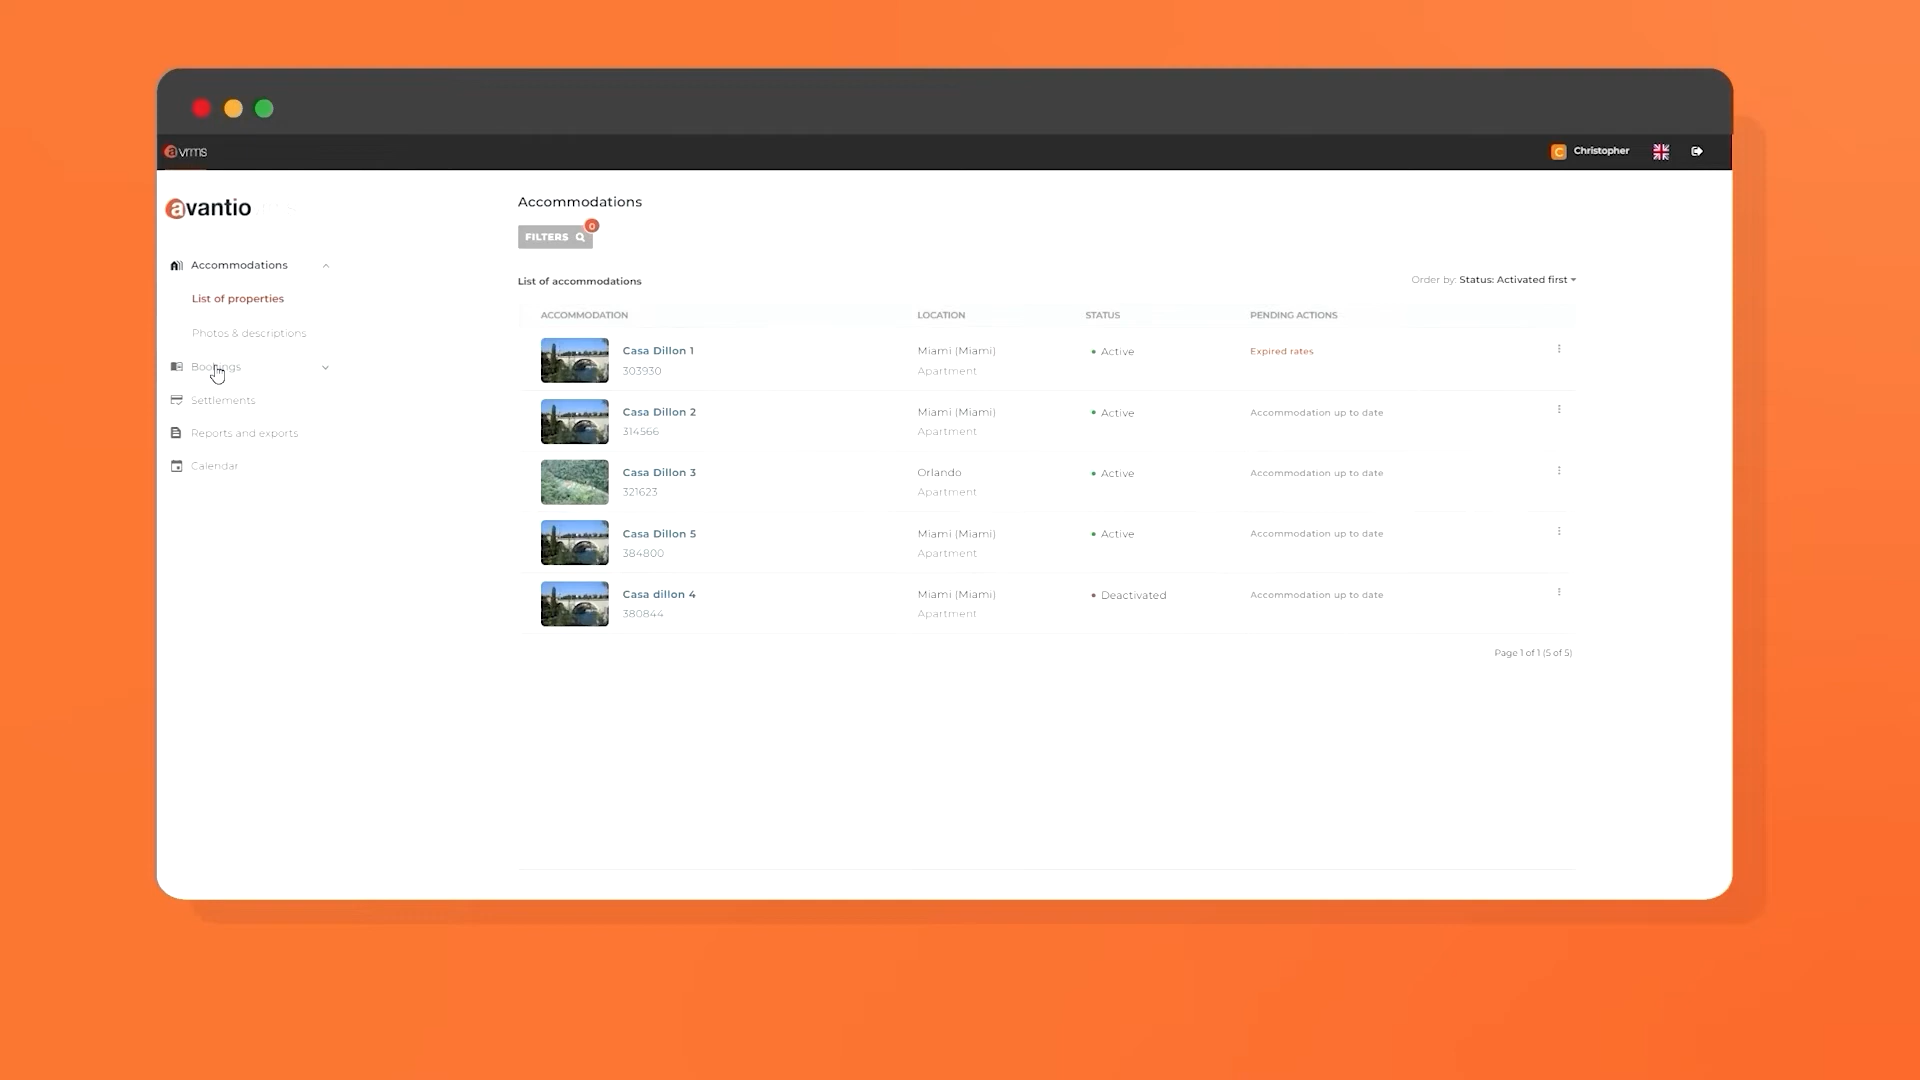 avrms
Christopher
avantio
Accommodations
List of properties
Photos & descriptions
Bookings
Settlements
Reports and exports
Calendar
Accommodations
FILTERS
0
List of accommodations
Order by: Status: Activated first
ACCOMMODATION LOCATION STATUS PENDING ACTIONS
Casa Dillon 1 Miami (Miami) Active Expired rates
303930 Apartment
Casa Dillon 2 Miami (Miami) Active Accommodation up to date
314566 Apartment
Casa Dillon 3 Orlando Active Accommodation up to date
321623 Apartment
Casa Dillon 5 Miami (Miami) Active Accommodation up to date
384800 Apartment
Casa dillon 4 Miami (Miami) Deactivated Accommodation up to date
380844 Apartment
Page 1 of 1 (5 of 5)